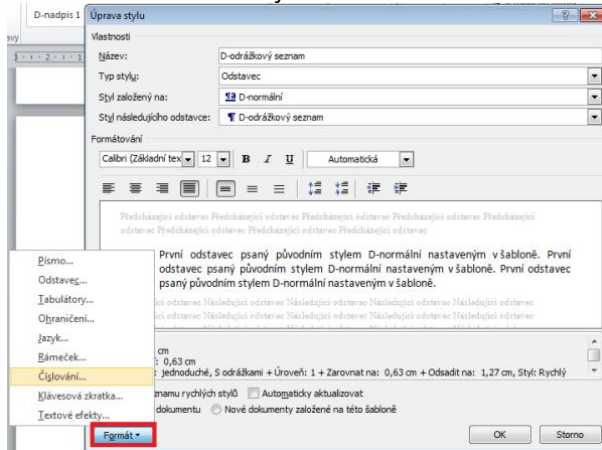 D-nadpis 1
Úprava stylu
avy
Vlastnosti
Název:
D-odrážkový seznam
Typ stylu:
Odstavec
Styl založený na:
D-normální
Styl následujícího odstavce:
D-odrážkový seznam
Formátování
Calibri (Základní tex
12
B I U
Automatická
Předcházející odstavec Předcházející odstavec Předcházející odstavec Předcházející odstavec Předcházející
odstavec Předcházející odstavec Předcházející odstavec Předcházející odstavec
První odstavec psaný původním stylem D-normální nastaveným v šabloně. První
odstavec psaný původním stylem D-normální nastaveným v šabloně. První odstavec
psaný původním stylem D-normální nastaveným v šabloně.
Písmo...
Odstavec...
Tabulátory...
Ohraničení...
Jazyk...
Rámeček...
Číslování...
Klávesová zkratka...
Textové efekty...
ící odstavec Následující odstavec Následující odstavec Následující odstavec Následující odstavec
cm
0,63 cm
jednoduché, S odrážkami + Úroveň: 1 + Zarovnat na: 0,63 cm + Odsadit na: 1,27 cm, Styl: Rychlý
znamu rychlých stylů
Automaticky aktualizovat
dokumentu
Nové dokumenty založené na této šabloně
Formát
OK
Storno